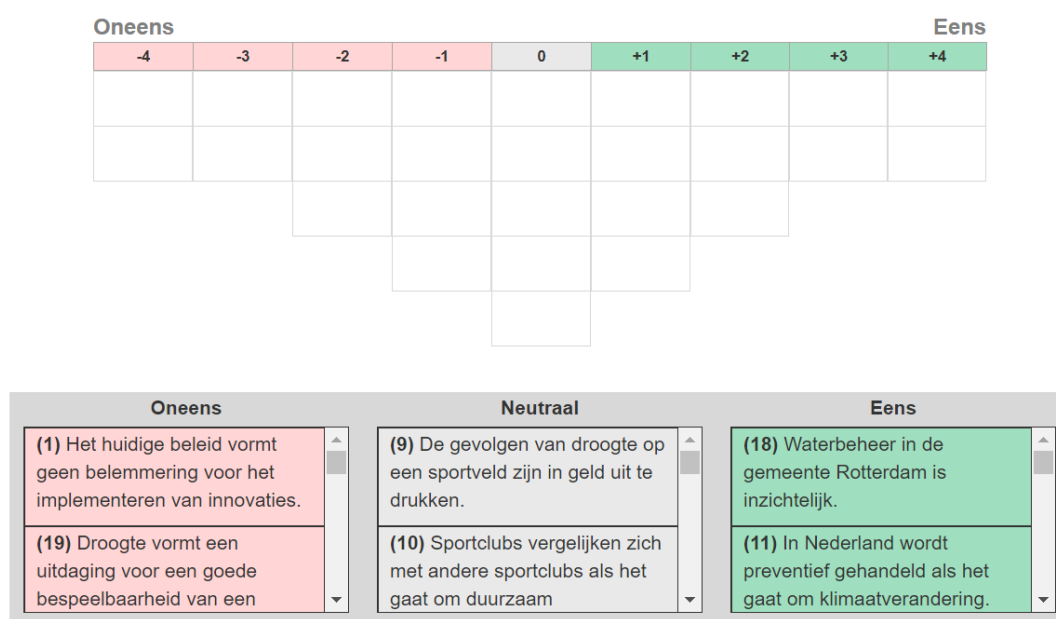 Oneens Eens
-4 -3 -2 -1 0 +1 +2 +3 +4
Oneens
(1) Het huidige beleid vormt
geen belemmering voor het
implementeren van innovaties.
(19) Droogte vormt een
uitdaging voor een goede
bespeelbaarheid van een
Neutraal
(9) De gevolgen van droogte op
een sportveld zijn in geld uit te
drukken.
(10) Sportclubs vergelijken zich
met andere sportclubs als het
gaat om duurzaam
Eens
(18) Waterbeheer in de
gemeente Rotterdam is
inzichtelijk.
(11) In Nederland wordt
preventief gehandeld als het
gaat om klimaatverandering.